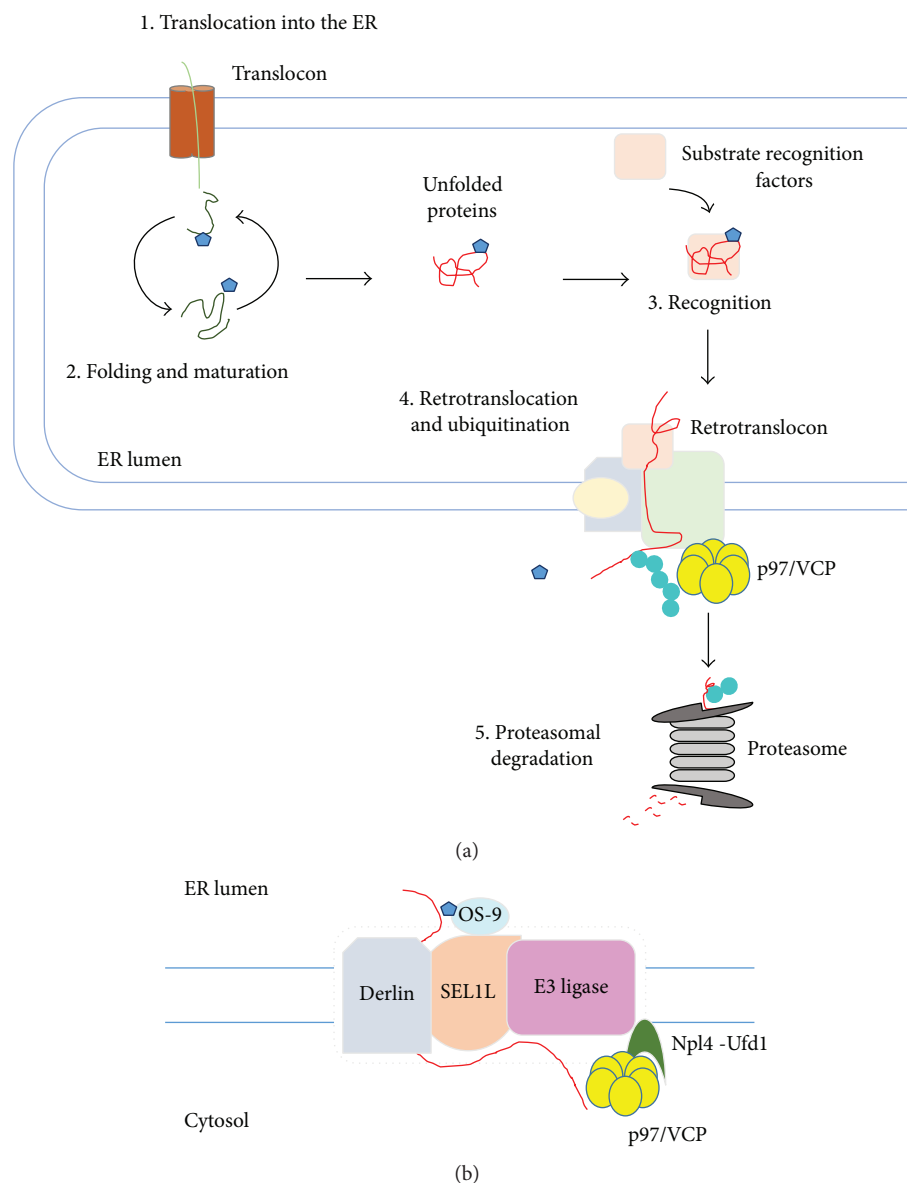 1. Translocation into the ER
Translocon
Substrate recognition
factors
Unfolded
proteins
3. Recognition
2. Folding and maturation
4. Retrotranslocation
and ubiquitination
Retrotranslocon
ER lumen
p97/VCP
5. Proteasomal
degradation
Proteasome
(a)
ER lumen
OS-9
Derlin
SEL1L
E3 ligase
Npl4 -Ufd1
Cytosol
p97/VCP
(b)